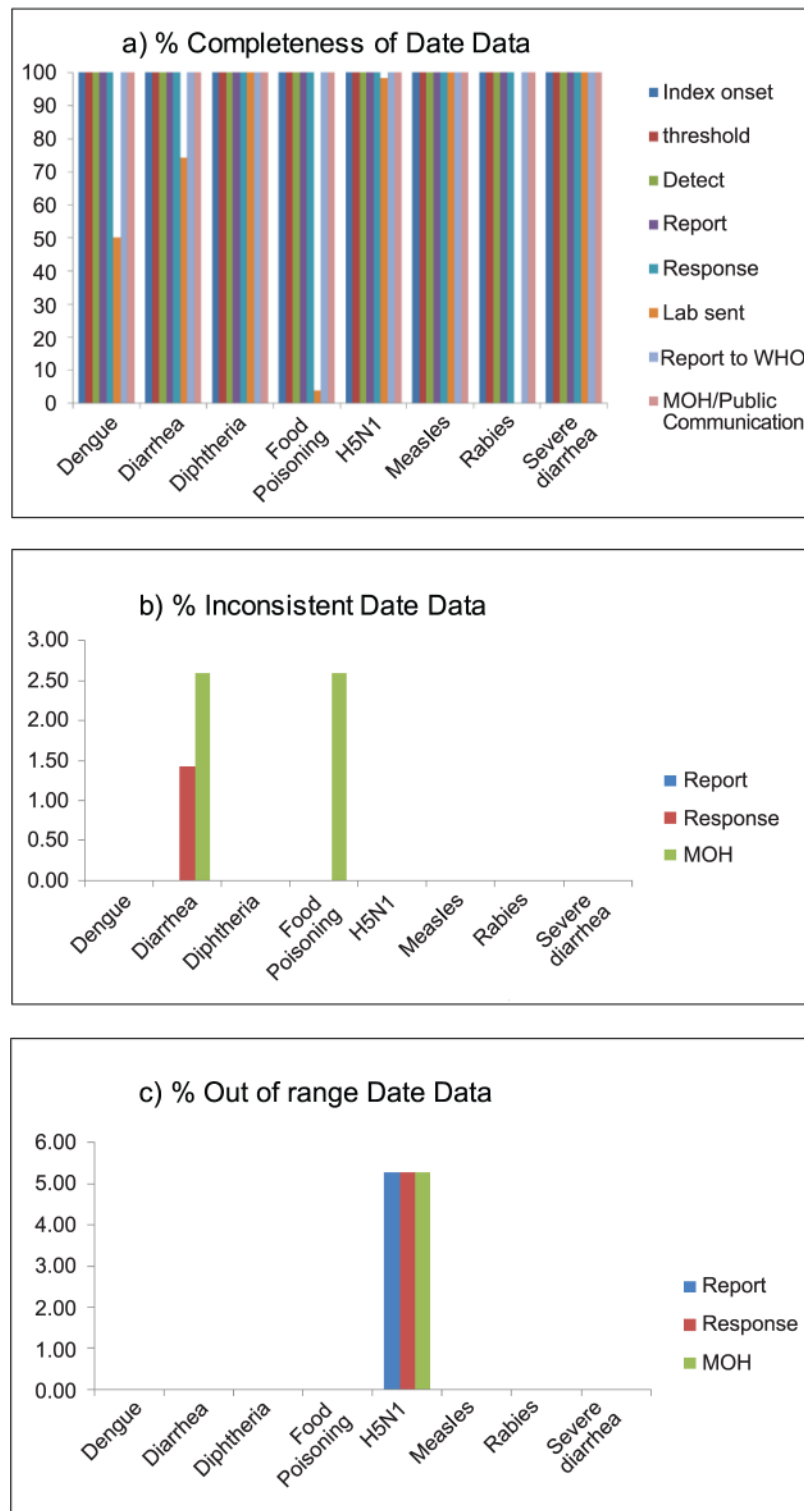 a) % Completeness of Date Data
100
90
80
70
60
50
40
30
20
10
0
Dengue
Diarrhea
Diphtheria
Food
Poisoning
H5N1
Measles
Rabies
Severe
diarrhea
Index onset
threshold
Detect
Report
Response
Lab sent
Report to WHO
MOH/Public
Communication
b) % Inconsistent Date Data
3.00
2.50
2.00
1.50
1.00
0.50
0.00
Dengue
Diarrhea
Diphtheria
Food
Poisoning
H5N1
Measles
Rabies
Severe
diarrhea
Report
Response
MOH
c) % Out of range Date Data
6.00
5.00
4.00
3.00
2.00
1.00
0.00
Dengue
Diarrhea
Diphtheria
Food
Poisoning
H5N1
Measles
Rabies
Severe
diarrhea
Report
Response
MOH